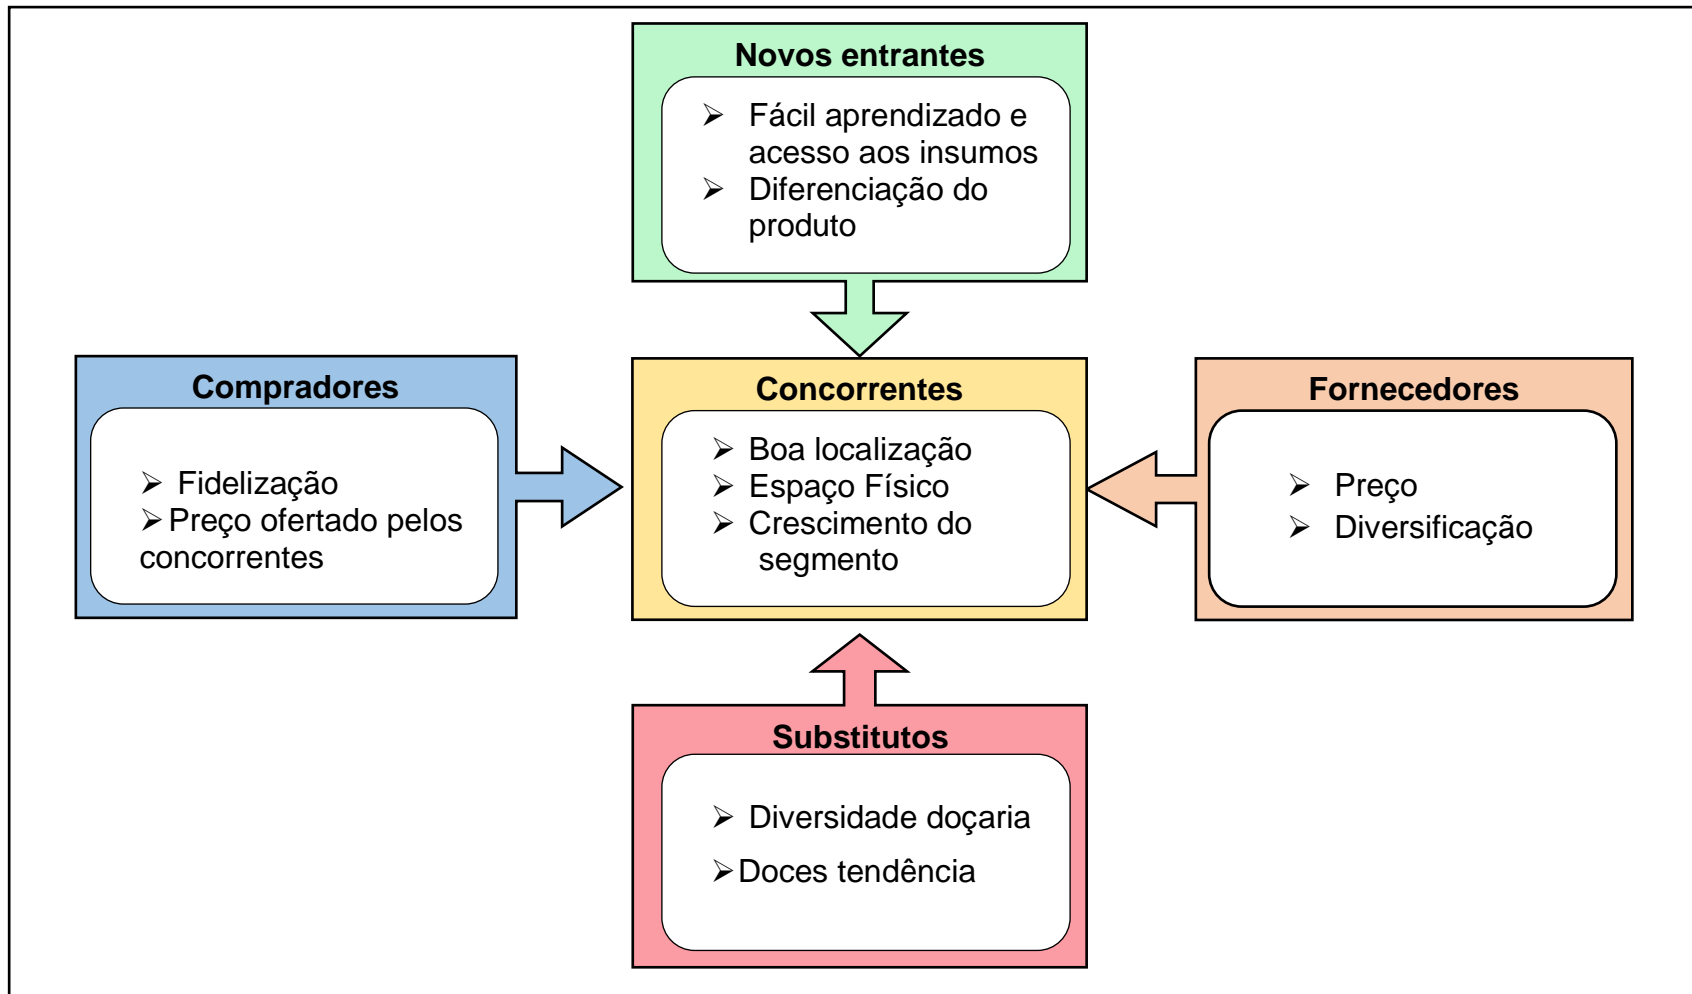 Novos entrantes
➢ Fácil aprendizado e
acesso aos insumos
➢ Diferenciação do
produto
Compradores
➢ Fidelização
➢ Preço ofertado pelos
concorrentes
Concorrentes
➢ Boa localização
➢ Espaço Físico
➢ Crescimento do
segmento
Fornecedores
➢ Preço
➢ Diversificação
Substitutos
➢ Diversidade doçaria
➢ Doces tendência